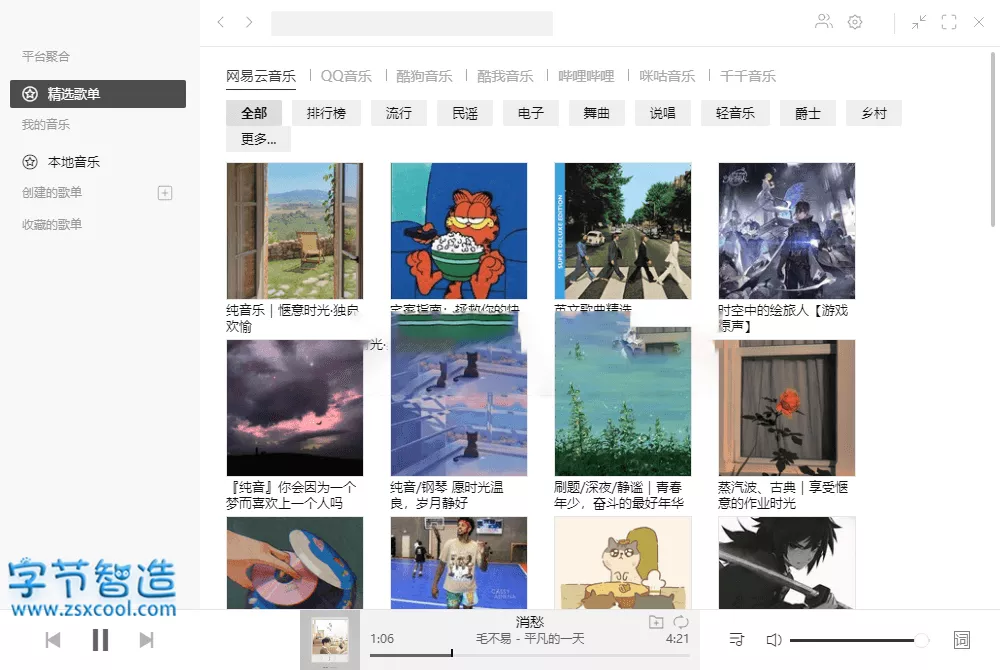 平台聚合
精选歌单
我的音乐
本地音乐
创建的歌单
收藏的歌单
网易云音乐 QQ音乐 酷狗音乐 酷我音乐 哔哩哔哩 咪咕音乐 千千音乐
全部 排行榜 流行 民谣 电子 舞曲 说唱 轻音乐 爵士 乡村
更多...
SUPER DELUXE EDITION
纯音乐｜惬意时光·独自
欢愉
英文歌曲精选
时空中的绘旅人【游戏
原声】
光·
『纯音』你会因为一个
梦而喜欢上一个人吗
纯音/钢琴 愿时光温
良，岁月静好
刷题/深夜/静谧｜青春
年少，奋斗的最好年华
蒸汽波、古典｜享受惬
意的作业时光
字节智造
www.zsxcool.com
消愁
1:06 毛不易 - 平凡的一天 4:21
词